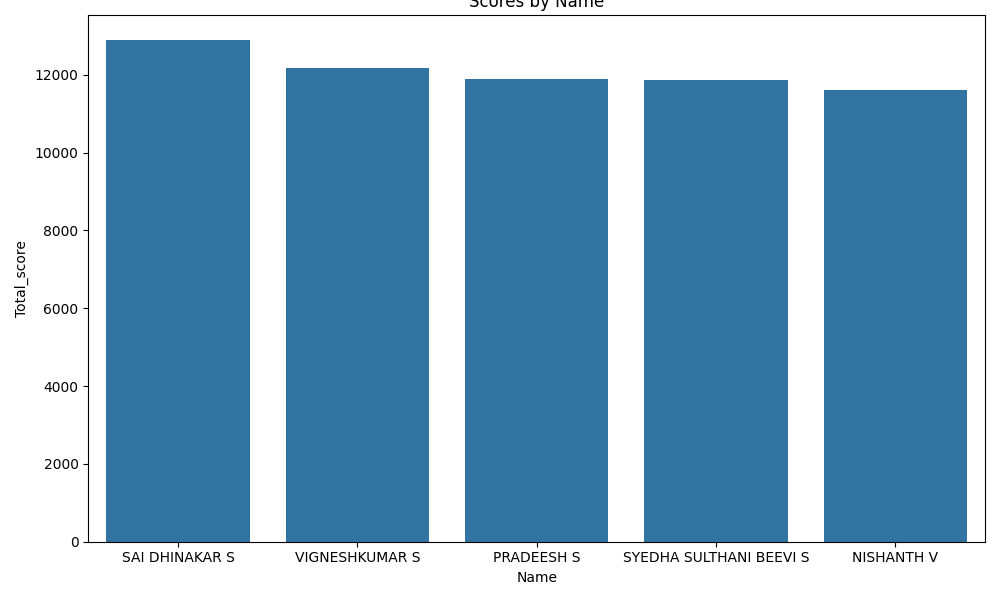 Scores by Name
Total_score
12000
10000
8000
6000
4000
2000
0
SAI DHINAKAR S
VIGNESHKUMAR S
PRADEESH S
SYEDHA SULTHANI BEEVI S
NISHANTH V
Name